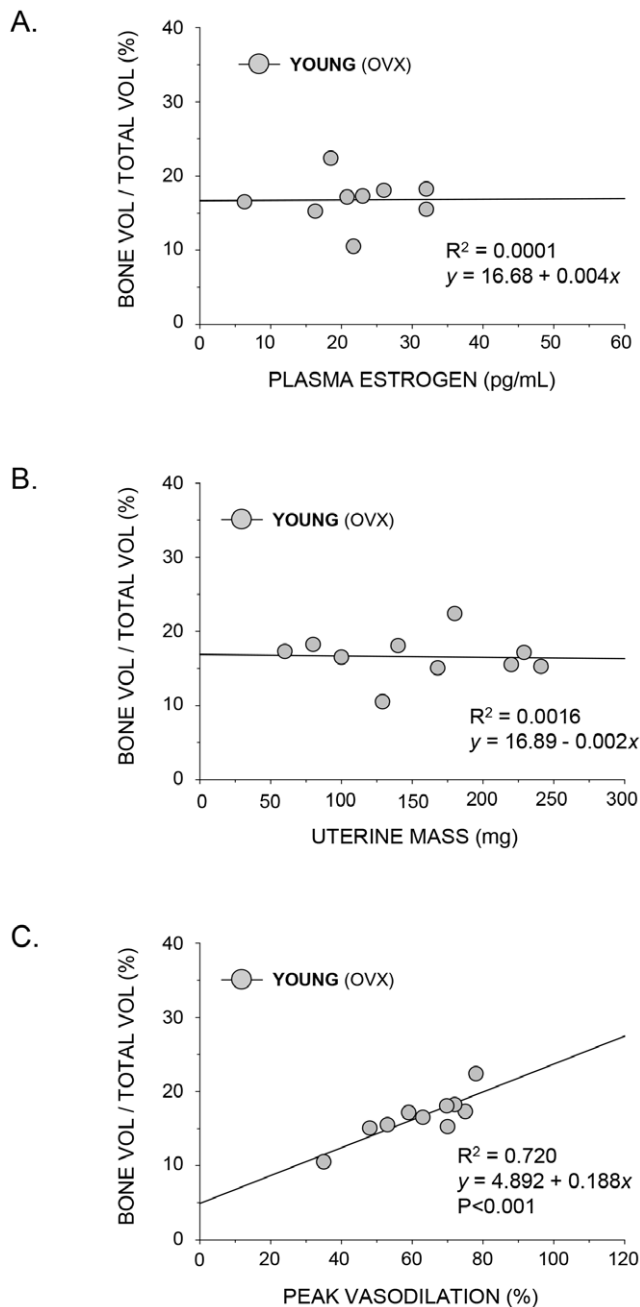 A.
BONE VOL / TOTAL VOL (%)
40
30
20
10
0
YOUNG (OVX)
R² = 0.0001
y = 16.68 + 0.004x
0 10 20 30 40 50 60
PLASMA ESTROGEN (pg/mL)
B.
BONE VOL / TOTAL VOL (%)
40
30
20
10
0
YOUNG (OVX)
R² = 0.0016
y = 16.89 - 0.002x
0 50 100 150 200 250 300
UTERINE MASS (mg)
C.
BONE VOL / TOTAL VOL (%)
40
30
20
10
0
YOUNG (OVX)
R² = 0.720
y = 4.892 + 0.188x
P<0.001
0 20 40 60 80 100 120
PEAK VASODILATION (%)